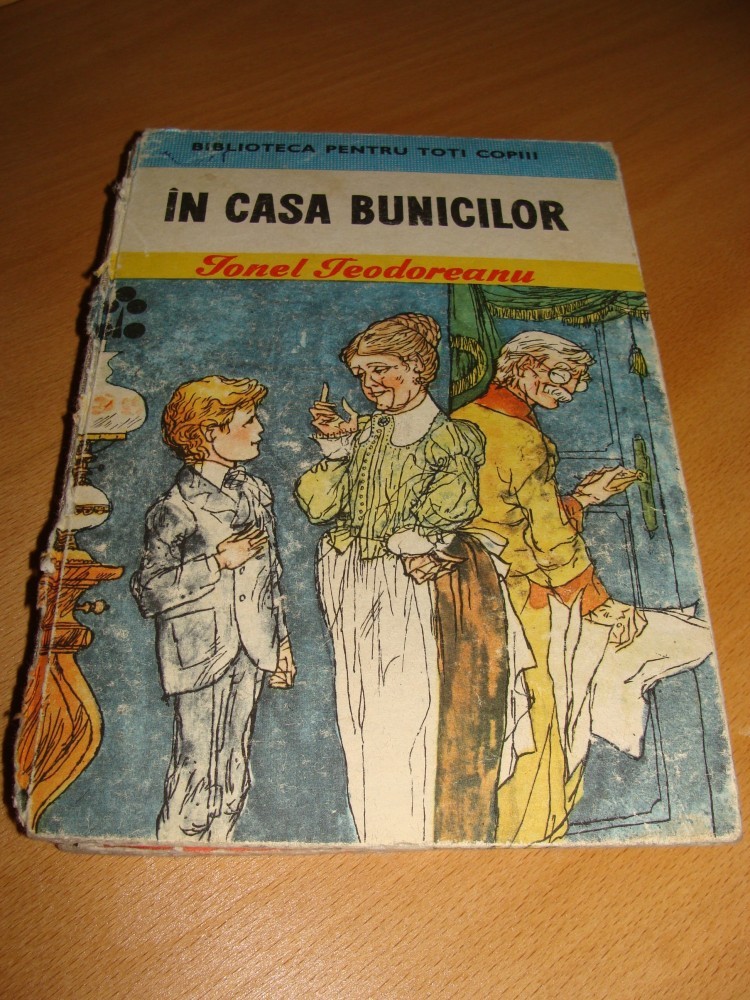 BIBLIOTECA PENTRU TOȚI COPIII
ÎN CASA BUNICILOR
Ionel Teodoreanu